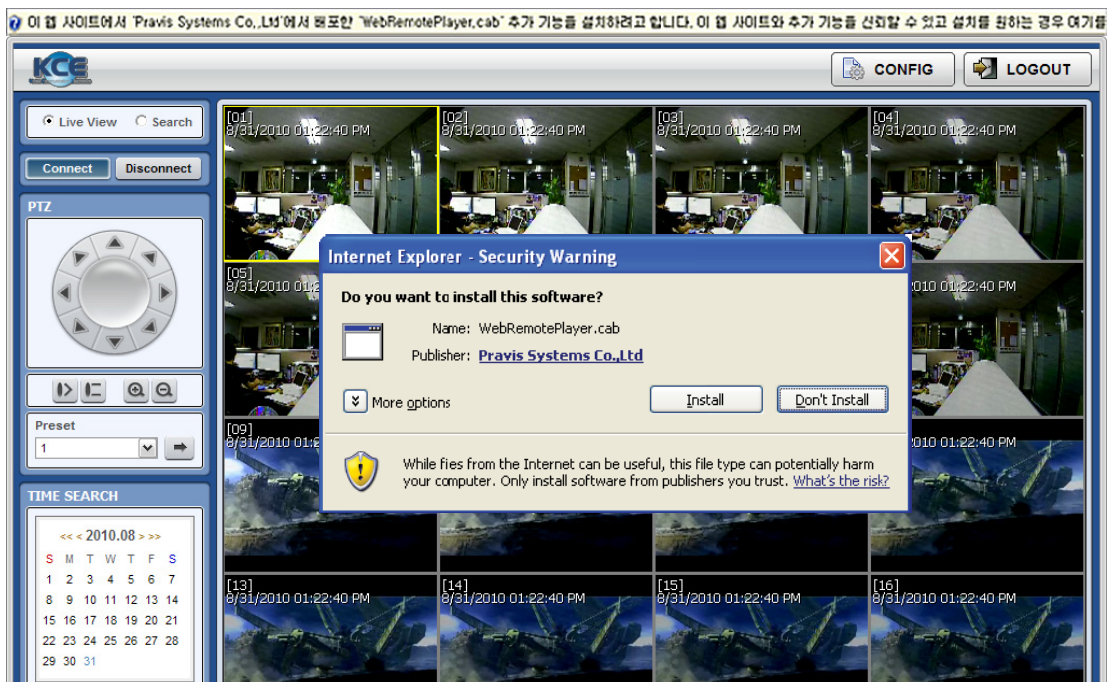 이 웹 사이트에서 'Pravis Systems Co,,Ltd'에서 배포한 'WebRemotePlayer,cab' 추가 기능을 설치하려고 합니다, 이 웹 사이트와 추가 기능을 신뢰할 수 있고 설치를 원하는 경우 여기를
KCE
CONFIG
LOGOUT
Live View
Search
Connect
Disconnect
PTZ
Preset
1
TIME SEARCH
<< < 2010.08 > >>
S M T W T F S
1 2 3 4 5 6 7
8 9 10 11 12 13 14
15 16 17 18 19 20 21
22 23 24 25 26 27 28
29 30 31
[01]
8/31/2010 01:22:40 PM
[02]
8/31/2010 01:22:40 PM
[03]
8/31/2010 01:22:40 PM
[04]
8/31/2010 01:22:40 PM
[05]
8/31/2010 01:2
010 01:22:40 PM
Internet Explorer - Security Warning
Do you want to install this software?
Name: WebRemotePlayer.cab
Publisher: Pravis Systems Co.,Ltd
More options
Install
Don't Install
While fies from the Internet can be useful, this file type can potentially harm
your computer. Only install software from publishers you trust. What's the risk?
[09]
8/31/2010 01:2
010 01:22:40 PM
[13]
8/31/2010 01:22:40 PM
[14]
8/31/2010 01:22:40 PM
[15]
8/31/2010 01:22:40 PM
[16]
8/31/2010 01:22:40 PM